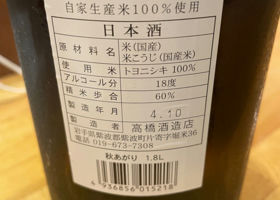 自家生産米100%使用
日本酒
原材料名 米(国産)
米こうじ(国産米)
使用米 トヨニシキ 100%
アルコール分 18度
精米歩合 60%
製造年月 4.10
製造者 高橋酒造店
岩手県紫波郡紫波町片寄字堀米36
電話 019-673-7308
秋あがり 1.8L
4936856015218